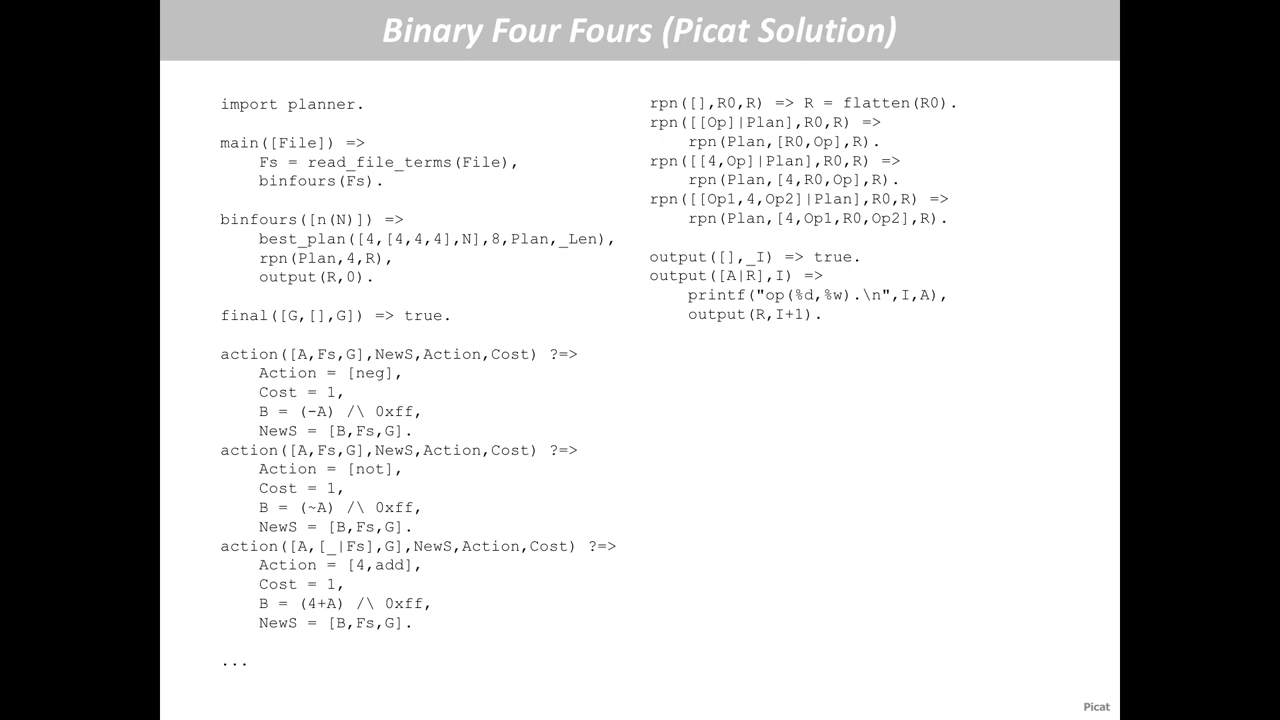 Binary Four Fours (Picat Solution)
import planner.
main([File]) =>
    Fs = read_file_terms(File),
    binfours(Fs).
binfours([n(N)]) =>
    best_plan([4,[4,4,4],N],8,Plan,_Len),
    rpn(Plan,4,R),
    output(R,0).
final([G,[],G]) => true.
action([A,Fs,G],NewS,Action,Cost) ?=>
    Action = [neg],
    Cost = 1,
    B = (-A) /\ 0xff,
    NewS = [B,Fs,G].
action([A,Fs,G],NewS,Action,Cost) ?=>
    Action = [not],
    Cost = 1,
    B = (~A) /\ 0xff,
    NewS = [B,Fs,G].
action([A,[_|Fs],G],NewS,Action,Cost) ?=>
    Action = [4,add],
    Cost = 1,
    B = (4+A) /\ 0xff,
    NewS = [B,Fs,G].
...
rpn([],R0,R) => R = flatten(R0).
rpn([[Op]|Plan],R0,R) =>
    rpn(Plan,[R0,Op],R).
rpn([[4,Op]|Plan],R0,R) =>
    rpn(Plan,[4,R0,Op],R).
rpn([[Op1,4,Op2]|Plan],R0,R) =>
    rpn(Plan,[4,Op1,R0,Op2],R).
output([],_I) => true.
output([A|R],I) =>
    printf("op(%d,%w).\n",I,A),
    output(R,I+1).
Picat